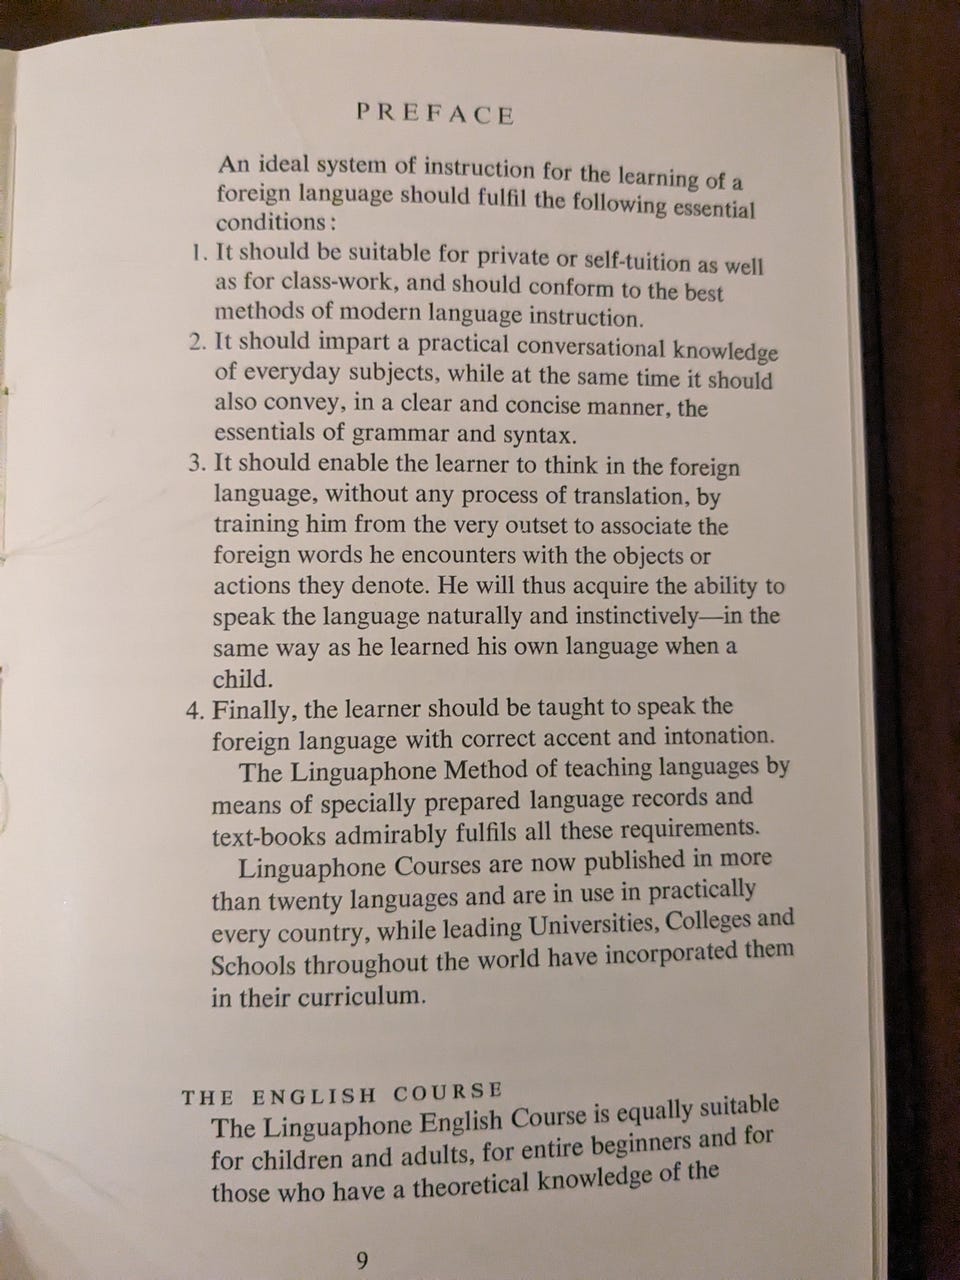 PREFACE
An ideal system of instruction for the learning of a
foreign language should fulfil the following essential
conditions:
1. It should be suitable for private or self-tuition as well
as for class-work, and should conform to the best
methods of modern language instruction.
2. It should impart a practical conversational knowledge
of everyday subjects, while at the same time it should
also convey, in a clear and concise manner, the
essentials of grammar and syntax.
3. It should enable the learner to think in the foreign
language, without any process of translation, by
training him from the very outset to associate the
foreign words he encounters with the objects or
actions they denote. He will thus acquire the ability to
speak the language naturally and instinctively—in the
same way as he learned his own language when a
child.
4. Finally, the learner should be taught to speak the
foreign language with correct accent and intonation.
The Linguaphone Method of teaching languages by
means of specially prepared language records and
text-books admirably fulfils all these requirements.
Linguaphone Courses are now published in more
than twenty languages and are in use in practically
every country, while leading Universities, Colleges and
Schools throughout the world have incorporated them
in their curriculum.
THE ENGLISH COURSE
The Linguaphone English Course is equally suitable
for children and adults, for entire beginners and for
those who have a theoretical knowledge of the
9